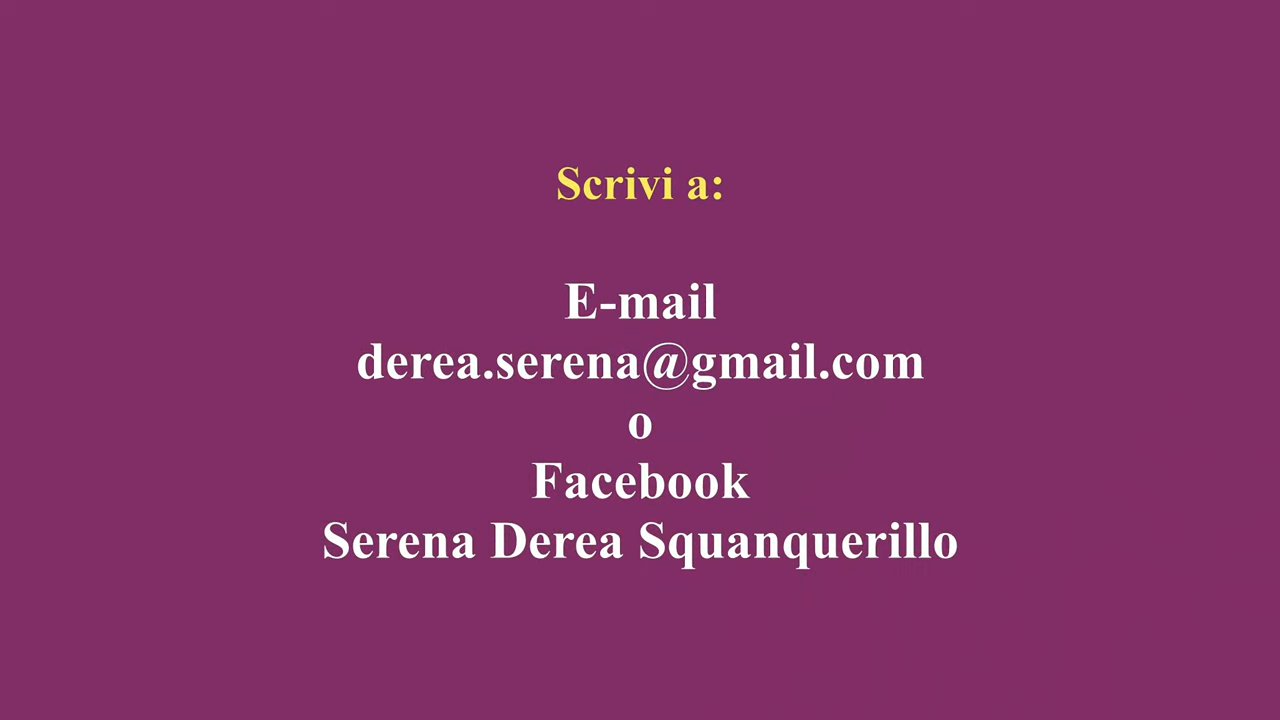 Scrivi a:
E-mail
derea.serena@gmail.com
o
Facebook
Serena Derea Squanquerillo